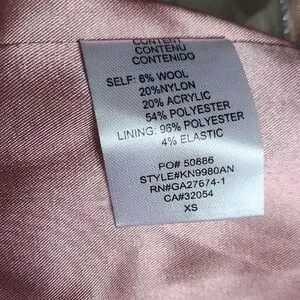 CONTENT
CONTENU
CONTENIDO
SELF: 6% WOOL
20%NYLON
20% ACRYLIC
54% POLYESTER
LINING: 96% POLYESTER
4% ELASTIC
PO# 50886
STYLE#KN9980AN
RN#GA27674-1
CA#32054
XS